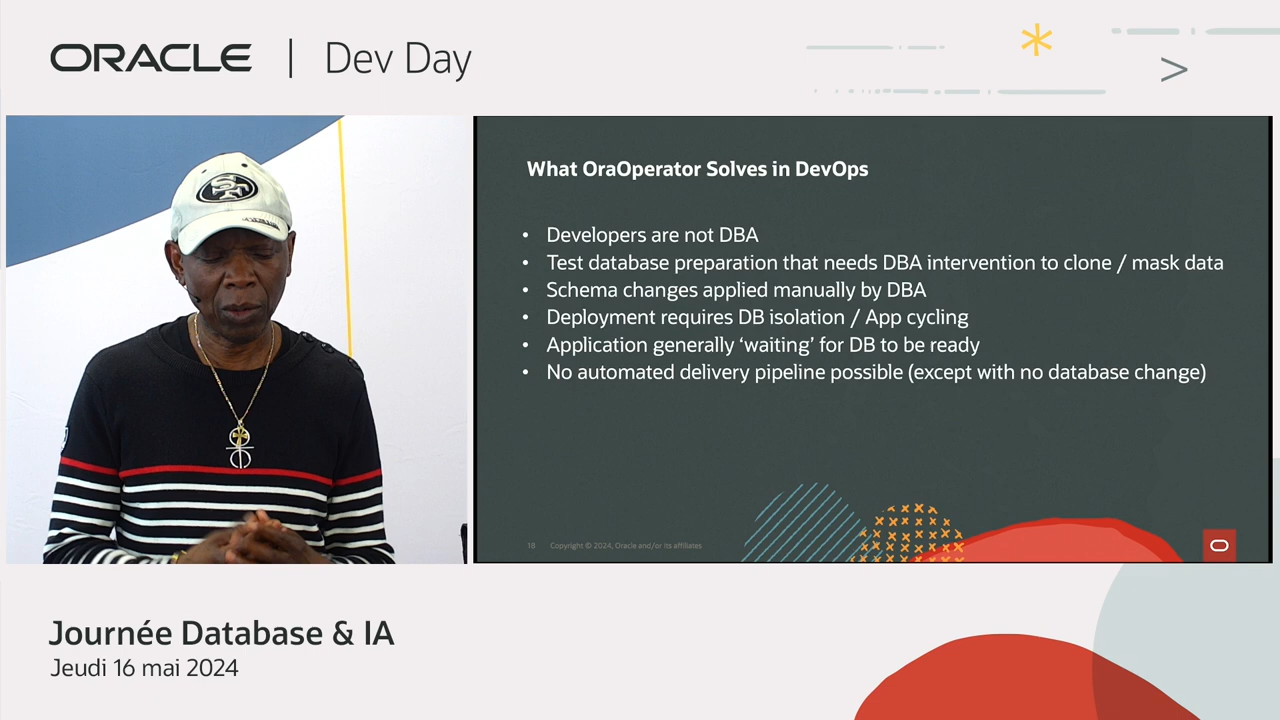 ORACLE | Dev Day
SF
What OraOperator Solves in DevOps
• Developers are not DBA
• Test database preparation that needs DBA intervention to clone / mask data
• Schema changes applied manually by DBA
• Deployment requires DB isolation / App cycling
• Application generally ‘waiting’ for DB to be ready
• No automated delivery pipeline possible (except with no database change)
18 Copyright © 2024, Oracle and/or its affiliates
Journée Database & IA
Jeudi 16 mai 2024